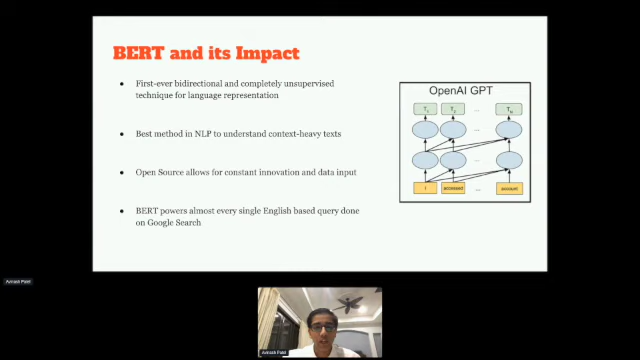 BERT and its Impact
● First-ever bidirectional and completely unsupervised
technique for language representation
● Best method in NLP to understand context-heavy texts
● Open Source allows for constant innovation and data input
● BERT powers almost every single English based query done
on Google Search
OpenAI GPT
T₁ T₂ ... Tₙ
...
...
I accessed ... account
Avinash Patel
Avinash Patel